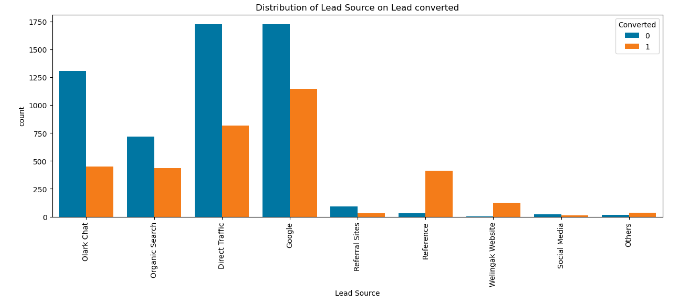 Distribution of Lead Source on Lead converted
Converted
0
1
1750
1500
1250
1000
750
500
250
0
count
Olark Chat
Organic Search
Direct Traffic
Google
Referral Sites
Reference
Welingak Website
Social Media
Others
Lead Source